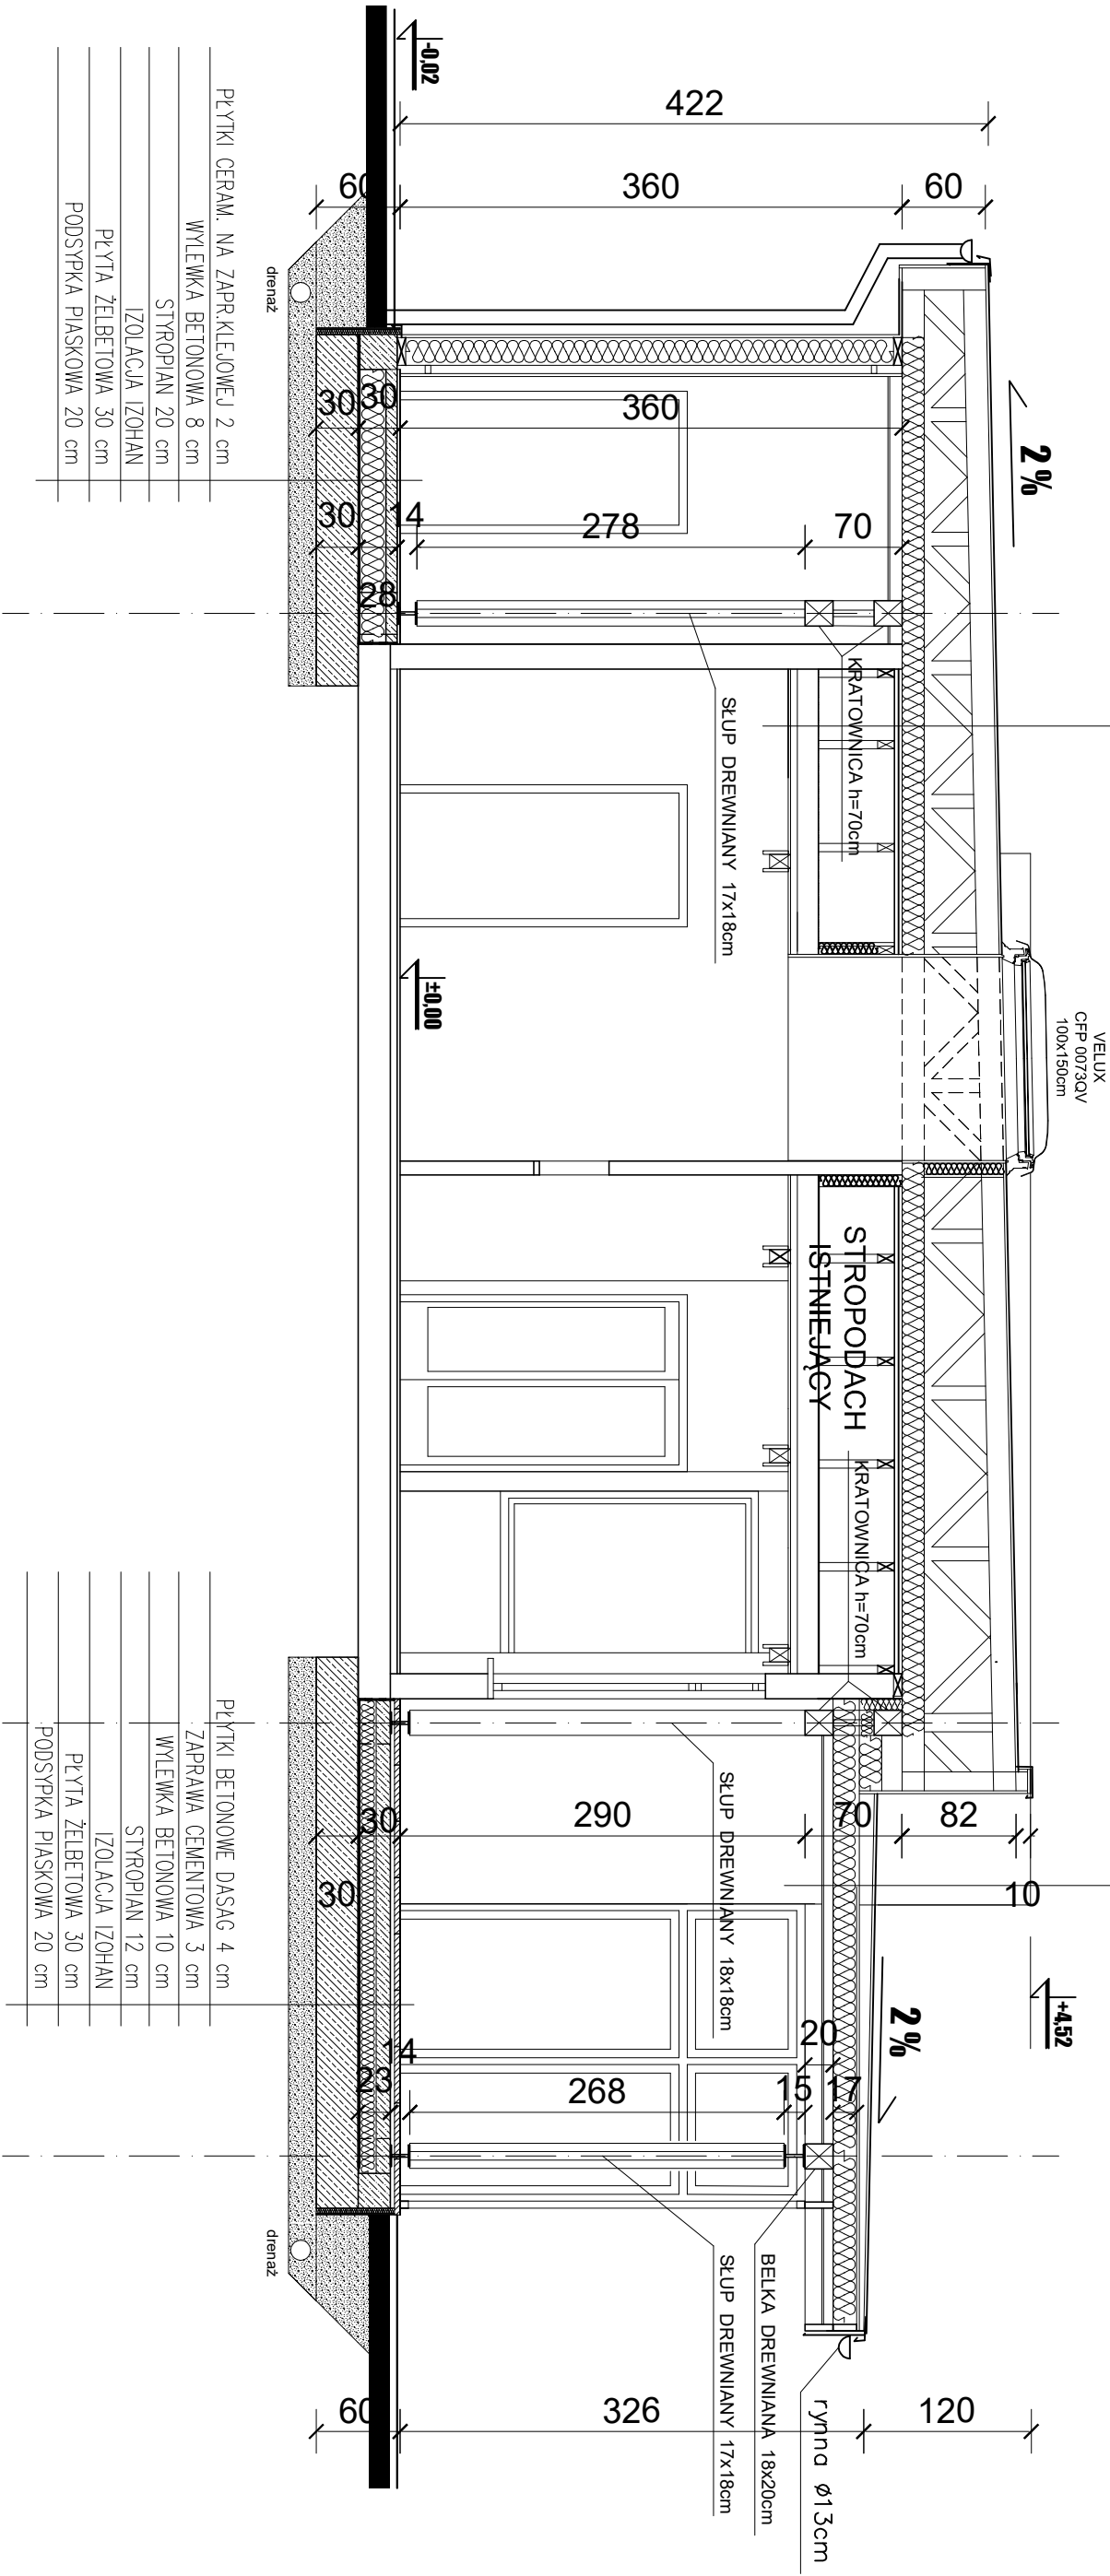 -0,02
422
60
360
60
PŁYTKI CERAM. NA ZAPR.KLEJOWEJ 2 cm
WYLEWKA BETONOWA 8 cm
STYROPIAN 20 cm
IZOLACJA IZOHAN
PŁYTA ŻELBETOWA 30 cm
PODSYPKA PIASKOWA 20 cm
drenaż
30
30
360
2%
30
14
278
70
28
KRATOWNICA h=70cm
SŁUP DREWNIANY 17x18cm
±0,00
VELUX
CFP 0073QV
100x150cm
STROPODACH
ISTNIEJĄCY
KRATOWNICA h=70cm
PŁYTKI BETONOWE DASAG 4 cm
ZAPRAWA CEMENTOWA 3 cm
WYLEWKA BETONOWA 10 cm
STYROPIAN 12 cm
IZOLACJA IZOHAN
PŁYTA ŻELBETOWA 30 cm
PODSYPKA PIASKOWA 20 cm
30
30
290
70
82
10
SŁUP DREWNIANY 18x18cm
+4,52
2%
20
14
23
268
15
17
drenaż
SŁUP DREWNIANY 17x18cm
BELKA DREWNIANA 18x20cm
rynna ø13cm
60
326
120